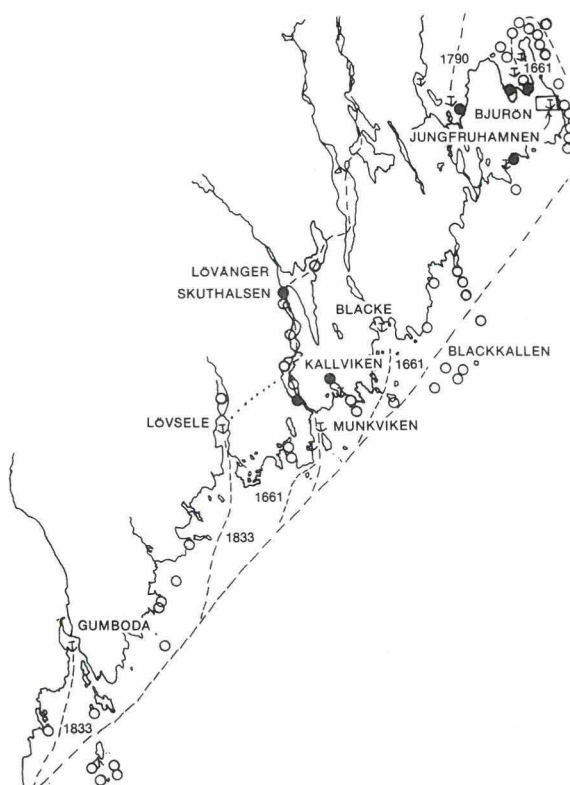 1790
1661
BJURÖN
JUNGFRUHAMNEN
LÖVÅNGER
SKUTHALSEN
BLACKE
BLACKKALLEN
1661
KALLVIKEN
LÖVSELE
MUNKVIKEN
1661
1833
GUMBODA
1833